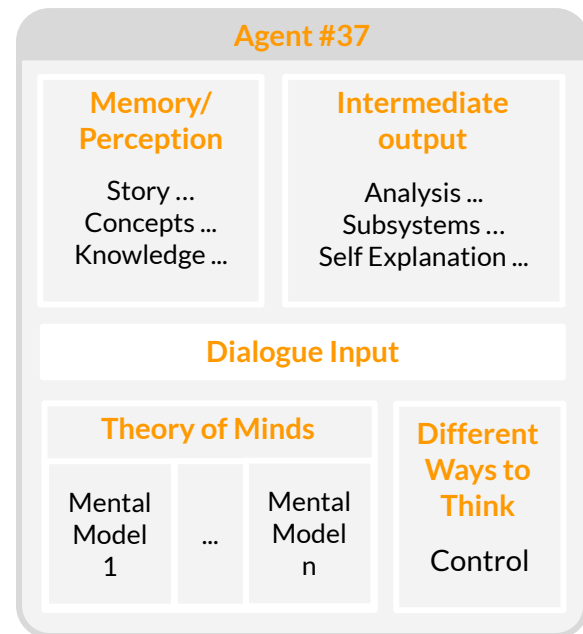 Agent #37
Memory/
Perception
Story ...
Concepts ...
Knowledge ...
Intermediate
output
Analysis ...
Subsystems ...
Self Explanation ...
Dialogue Input
Theory of Minds
Mental
Model
1
...
Mental
Model
n
Different
Ways to
Think
Control